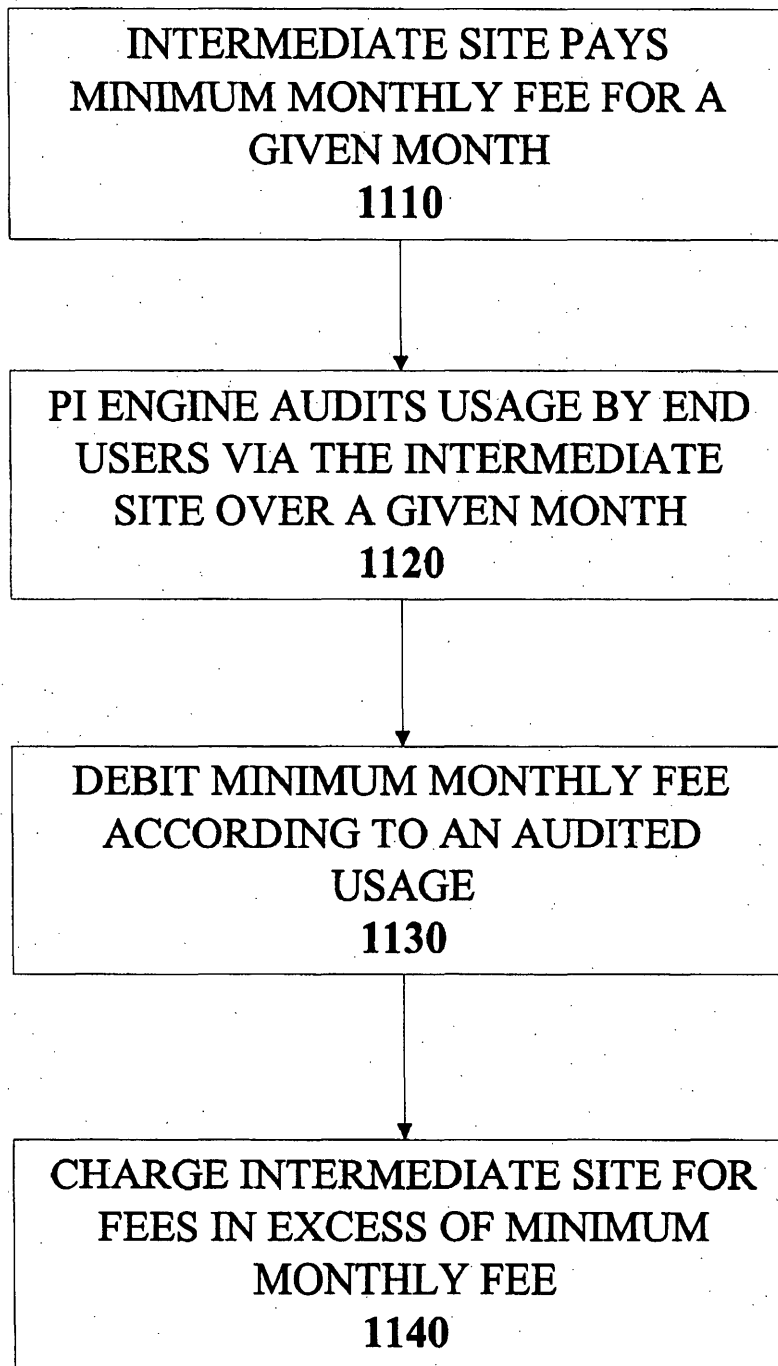 INTERMEDIATE SITE PAYS
MINIMUM MONTHLY FEE FOR A
GIVEN MONTH
1110
PI ENGINE AUDITS USAGE BY END
USERS VIA THE INTERMEDIATE
SITE OVER A GIVEN MONTH
1120
DEBIT MINIMUM MONTHLY FEE
ACCORDING TO AN AUDITED
USAGE
1130
CHARGE INTERMEDIATE SITE FOR
FEES IN EXCESS OF MINIMUM
MONTHLY FEE
1140